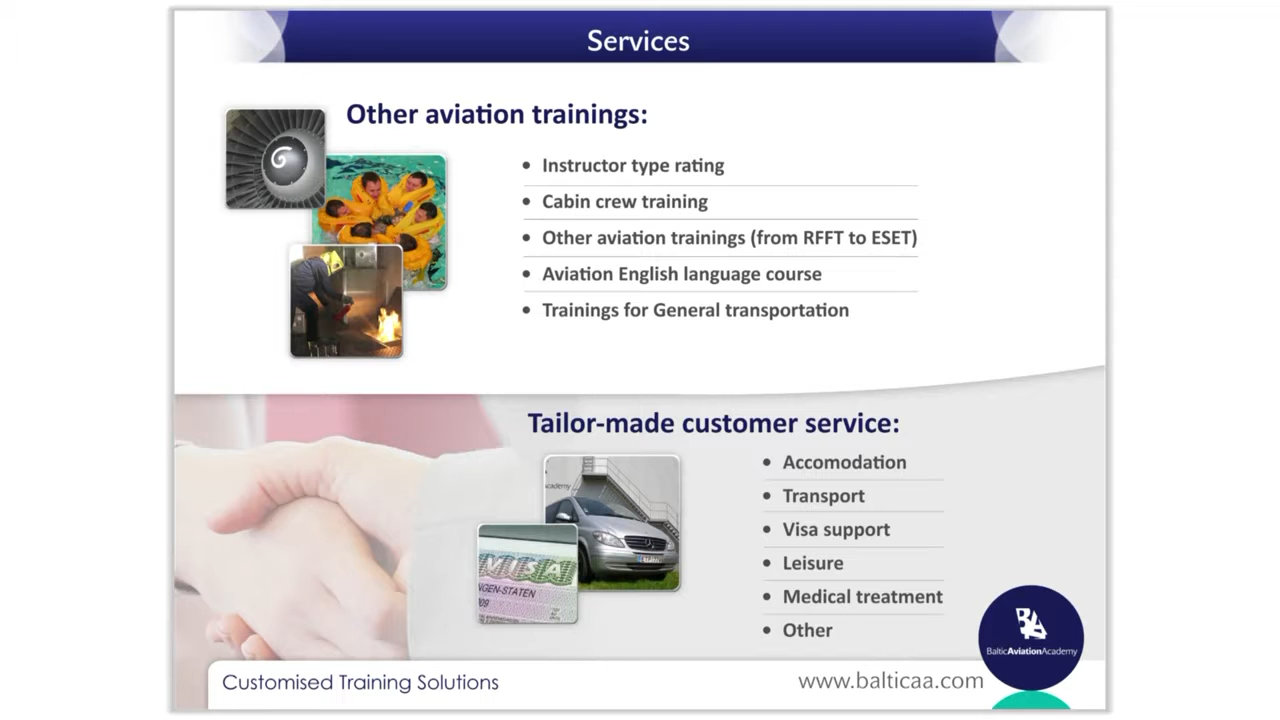 Services
Other aviation trainings:
• Instructor type rating
• Cabin crew training
• Other aviation trainings (from RFFT to ESET)
• Aviation English language course
• Trainings for General transportation
Tailor-made customer service:
• Accomodation
• Transport
• Visa support
• Leisure
• Medical treatment
• Other
BalticAviationAcademy
Customised Training Solutions
www.balticaa.com